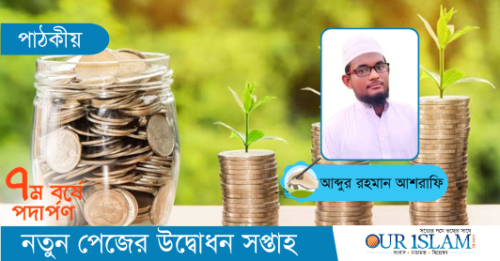 পাঠকীয়
আব্দুর রহমান আশরাফি
৭ম বর্ষে
পদার্পণ
নতুন পেজের উদ্বোধন সপ্তাহ
OUR ISLAM